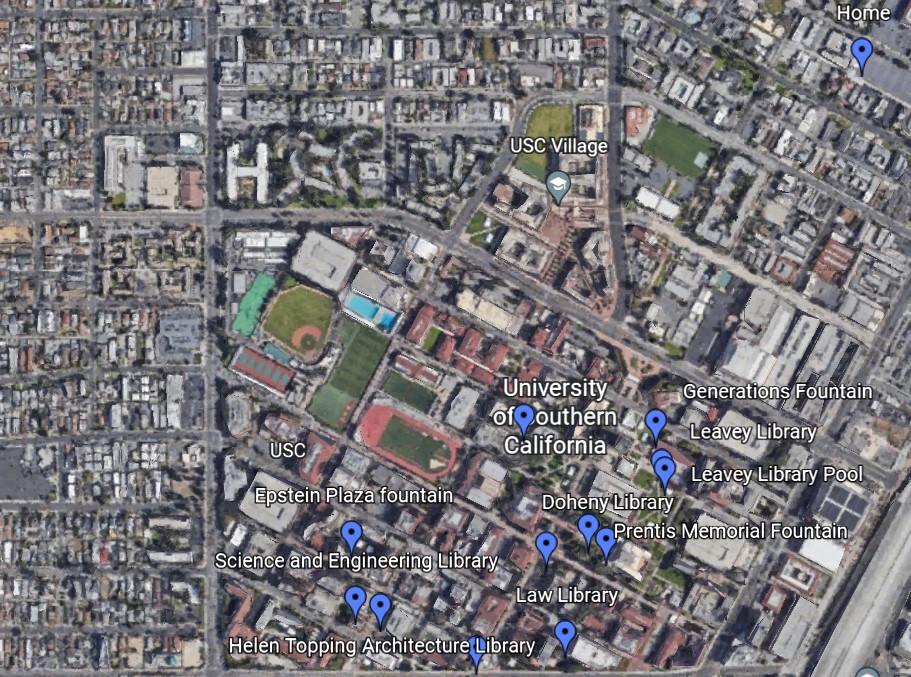 Home
USC Village
Generations Fountain
University
of Southern
California
Leavey Library
USC
Leavey Library Pool
Epstein Plaza fountain
Doheny Library
Prentis Memorial Fountain
Science and Engineering Library
Law Library
Helen Topping Architecture Library